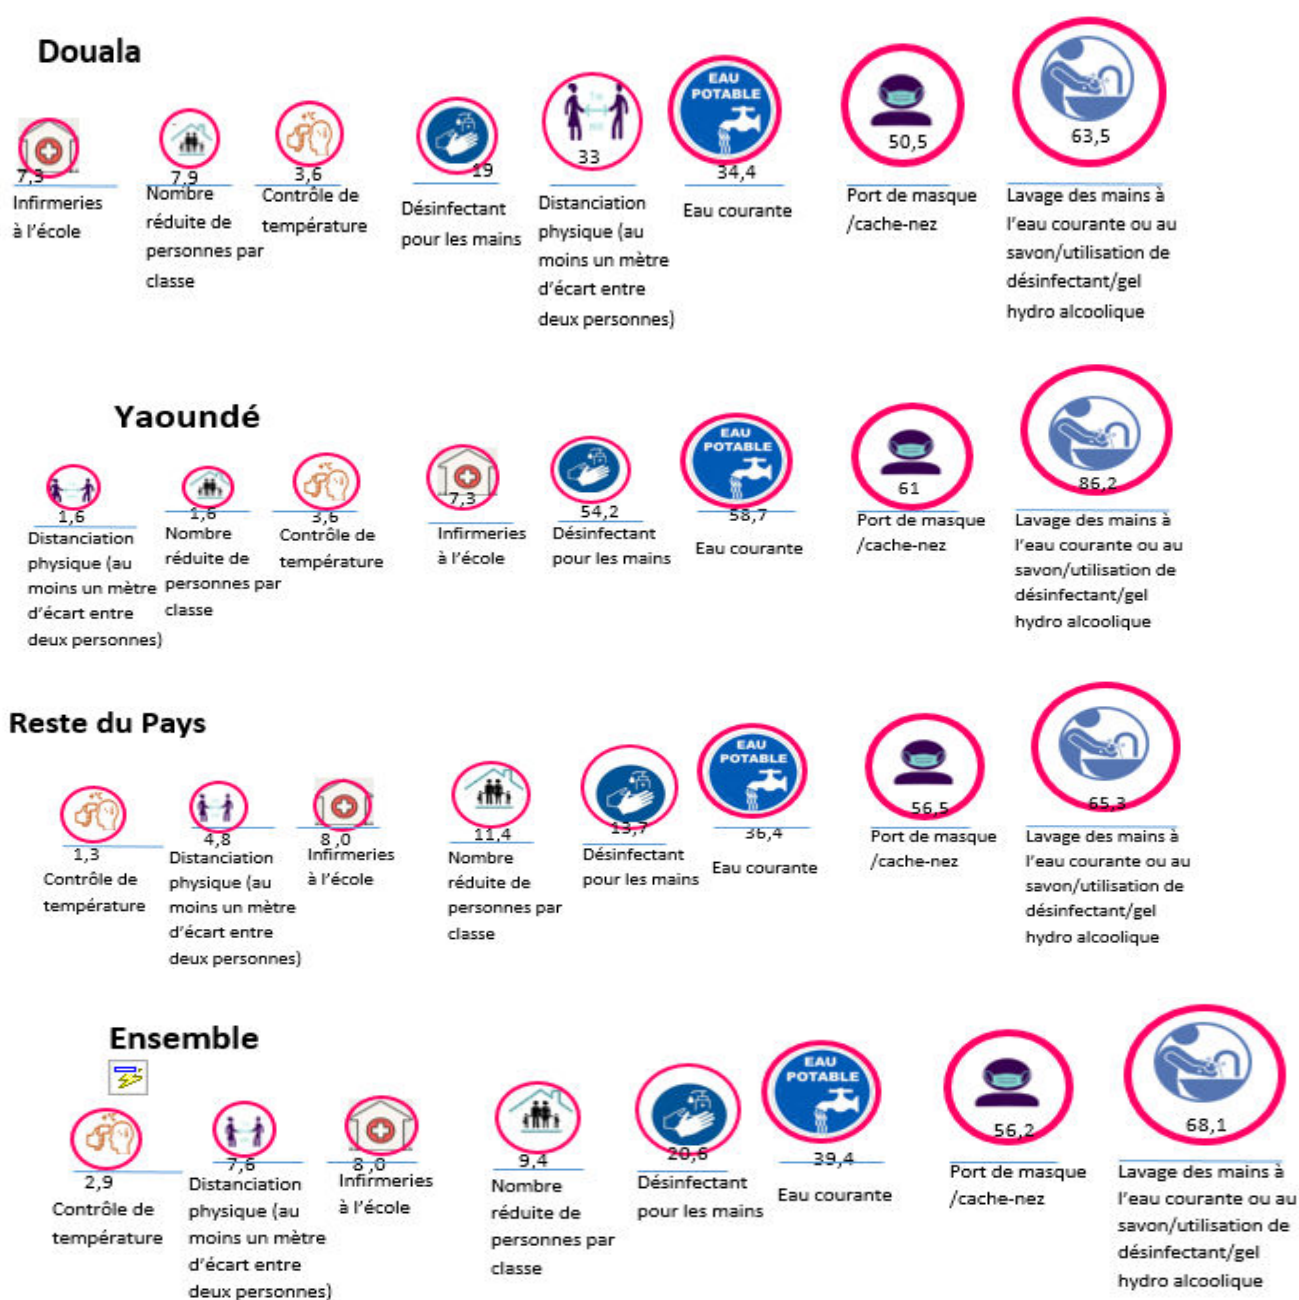 Douala
7,3
Infirmeries
à l'école
7,9
Nombre
réduite de
personnes par
classe
3,6
Contrôle de
température
19
Désinfectant
pour les mains
33
Distanciation
physique (au
moins un mètre
d'écart entre
deux personnes)
EAU
POTABLE
34,4
Eau courante
50,5
Port de masque
/cache-nez
63,5
Lavage des mains à
l'eau courante ou au
savon/utilisation de
désinfectant/gel
hydro alcoolique
Yaoundé
1,6
Distanciation
physique (au
moins un mètre
d'écart entre
deux personnes)
1,6
Nombre
réduite de
personnes par
classe
3,6
Contrôle de
température
7,3
Infirmeries
à l'école
54,2
Désinfectant
pour les mains
EAU
POTABLE
58,7
Eau courante
61
Port de masque
/cache-nez
86,2
Lavage des mains à
l'eau courante ou au
savon/utilisation de
désinfectant/gel
hydro alcoolique
Reste du Pays
1,3
Contrôle de
température
4,8
Distanciation
physique (au
moins un mètre
d'écart entre
deux personnes)
8,0
Infirmeries
à l'école
11,4
Nombre
réduite de
personnes par
classe
13,7
Désinfectant
pour les mains
EAU
POTABLE
36,4
Eau courante
56,5
Port de masque
/cache-nez
65,3
Lavage des mains à
l'eau courante ou au
savon/utilisation de
désinfectant/gel
hydro alcoolique
Ensemble
2,9
Contrôle de
température
7,6
Distanciation
physique (au
moins un mètre
d'écart entre
deux personnes)
8,0
Infirmeries
à l'école
9,4
Nombre
réduite de
personnes par
classe
20,6
Désinfectant
pour les mains
EAU
POTABLE
39,4
Eau courante
56,2
Port de masque
/cache-nez
68,1
Lavage des mains à
l'eau courante ou au
savon/utilisation de
désinfectant/gel
hydro alcoolique